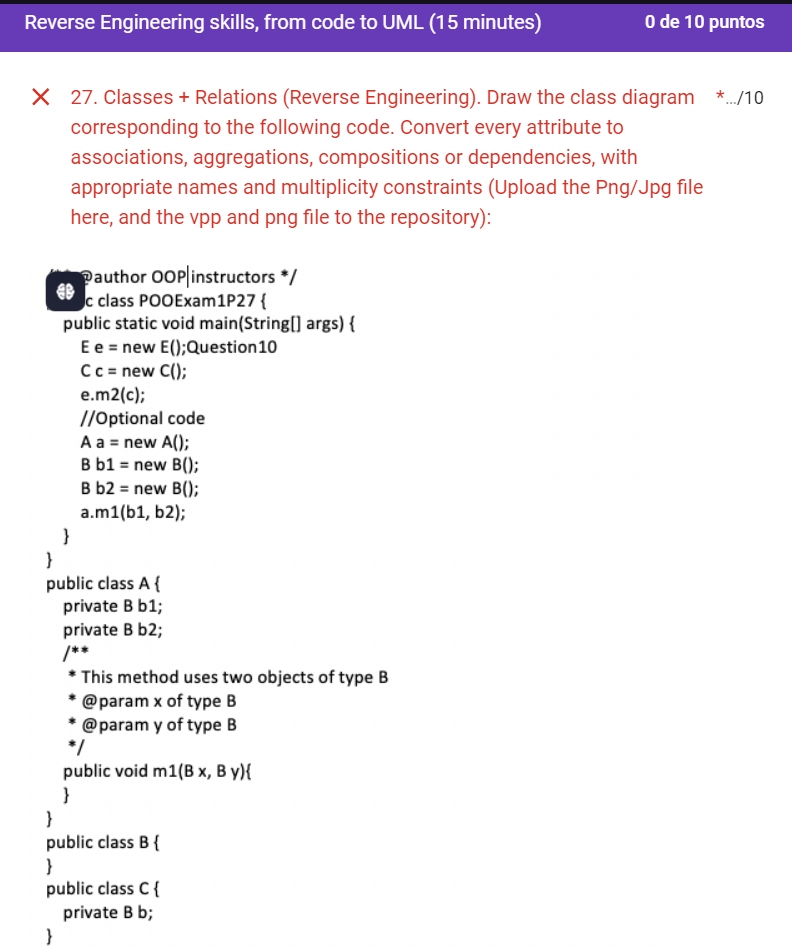 Reverse Engineering skills, from code to UML (15 minutes) 0 de 10 puntos
27. Classes + Relations (Reverse Engineering). Draw the class diagram *…/10
corresponding to the following code. Convert every attribute to
associations, aggregations, compositions or dependencies, with
appropriate names and multiplicity constraints (Upload the Png/Jpg file
here, and the vpp and png file to the repository):
@author OOP instructors */
c class POOExam1P27 {
public static void main(String[] args) {
E e = new E();Question10
C c = new C();
e.m2(c);
//Optional code
A a = new A();
B b1 = new B();
B b2 = new B();
a.m1(b1, b2);
}
}
public class A {
private B b1;
private B b2;
/**
* This method uses two objects of type B
* @param x of type B
* @param y of type B
*/
public void m1(B x, B y){
}
}
public class B {
}
public class C {
private B b;
}